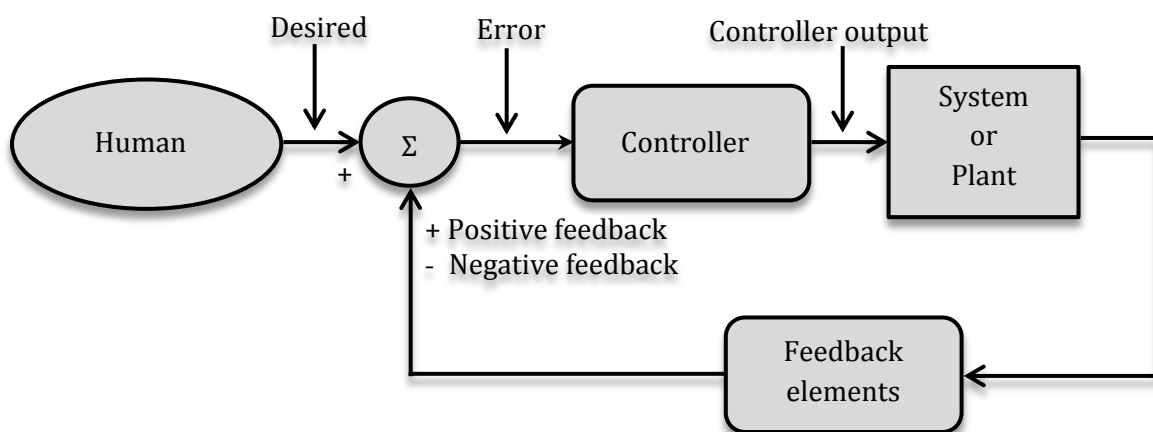 Desired
Error
Controller output
Human
Σ
Controller
System
or
Plant
+
+ Positive feedback
- Negative feedback
Feedback
elements